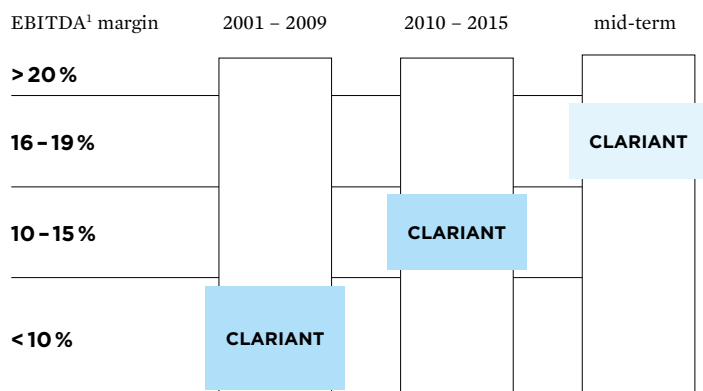 EBITDA¹ margin 2001 – 2009 2010 – 2015 mid-term
> 20 %
16 – 19 % CLARIANT
10 – 15 % CLARIANT
< 10 % CLARIANT